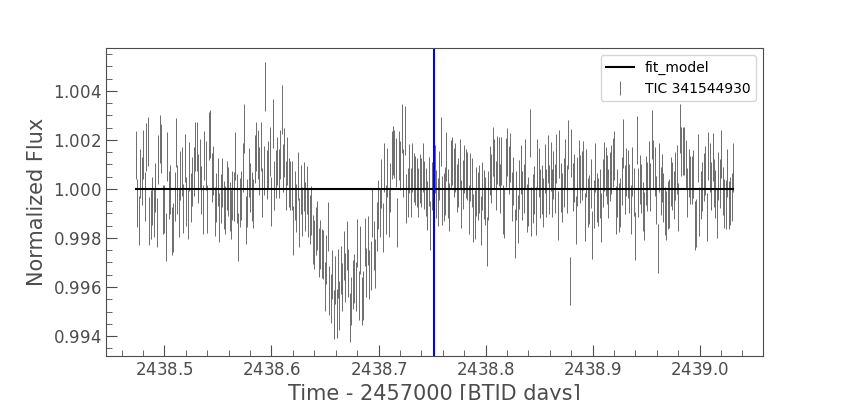 1.004
1.002
1.000
0.998
0.996
0.994
Normalized Flux
fit_model
TIC 341544930
2438.5 2438.6 2438.7 2438.8 2438.9 2439.0
Time - 2457000 [BTJD days]